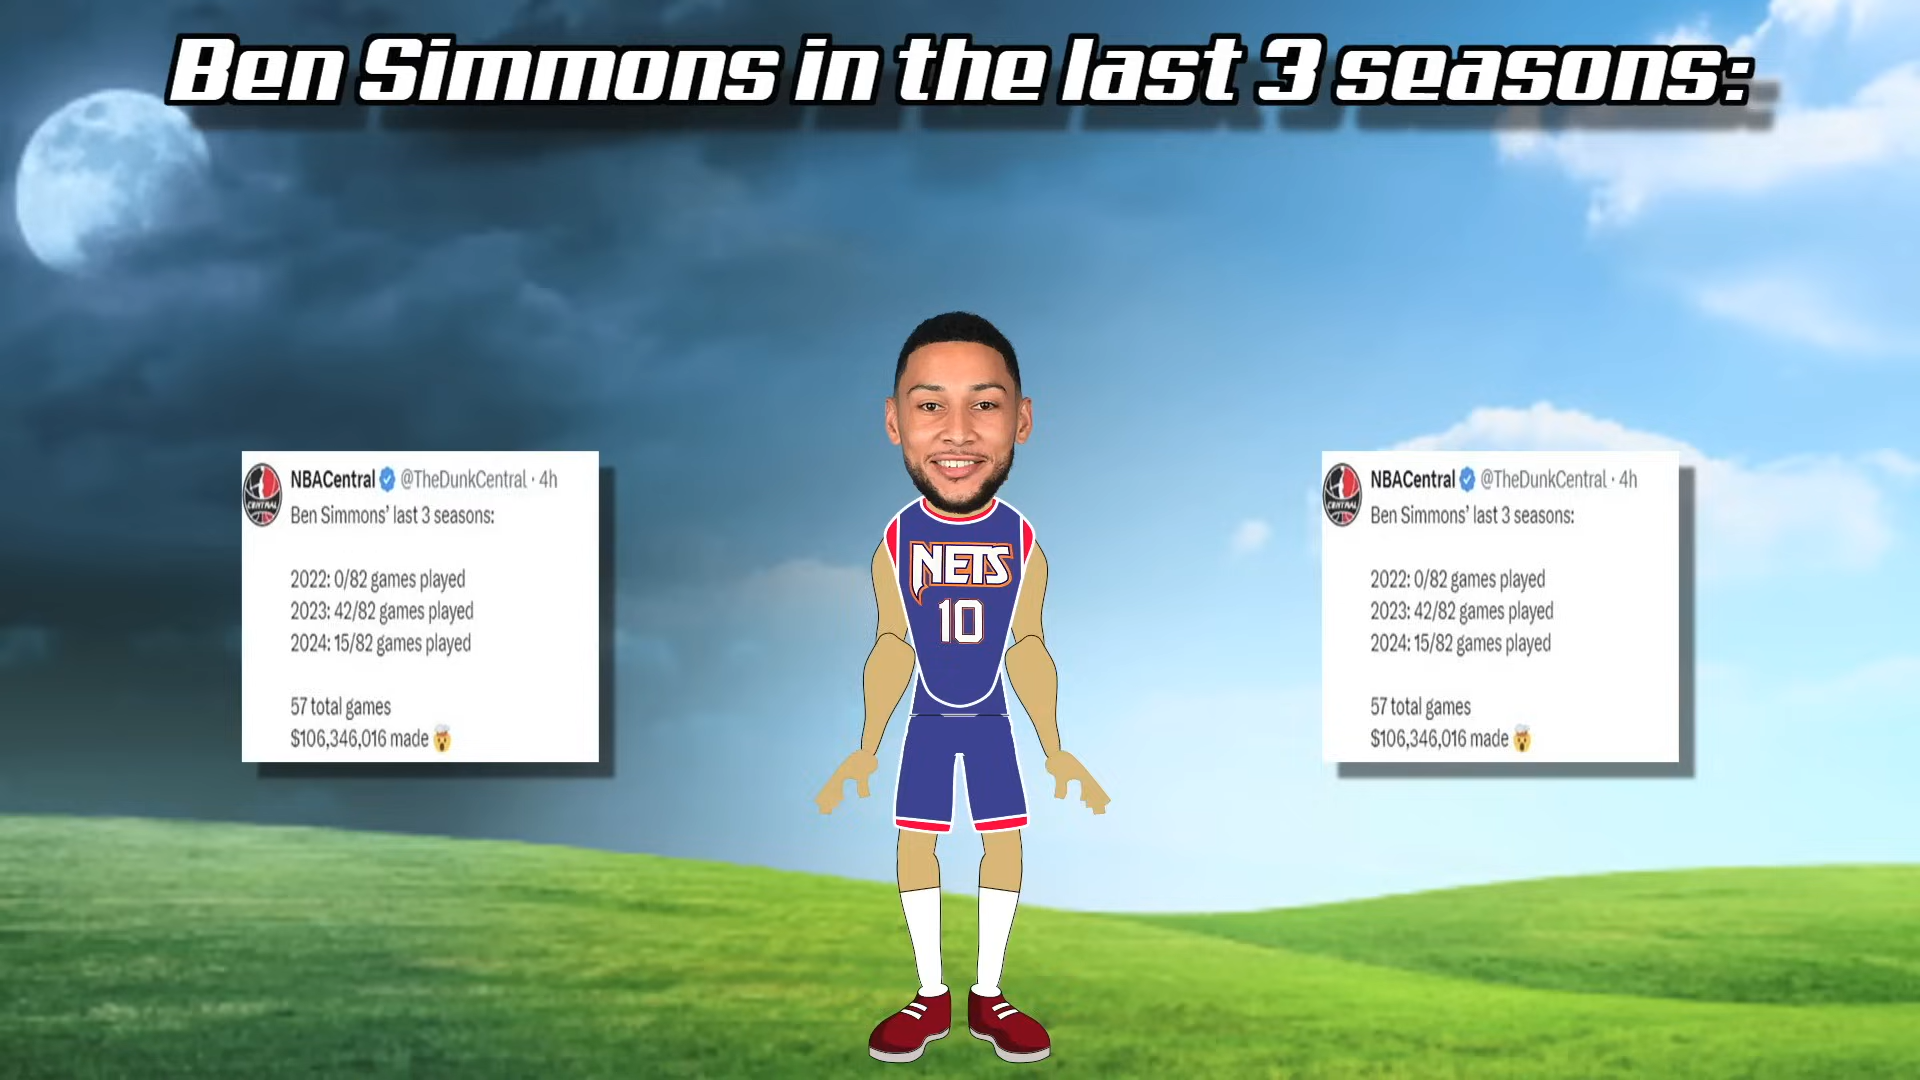 Ben Simmons in the last 3 seasons:
NBACentral @TheDunkCentral · 4h
Ben Simmons' last 3 seasons:
2022: 0/82 games played
2023: 42/82 games played
2024: 15/82 games played
57 total games
$106,346,016 made 🤯
CENTRAL
NETS
10
NBACentral @TheDunkCentral · 4h
Ben Simmons' last 3 seasons:
2022: 0/82 games played
2023: 42/82 games played
2024: 15/82 games played
57 total games
$106,346,016 made 🤯
CENTRAL